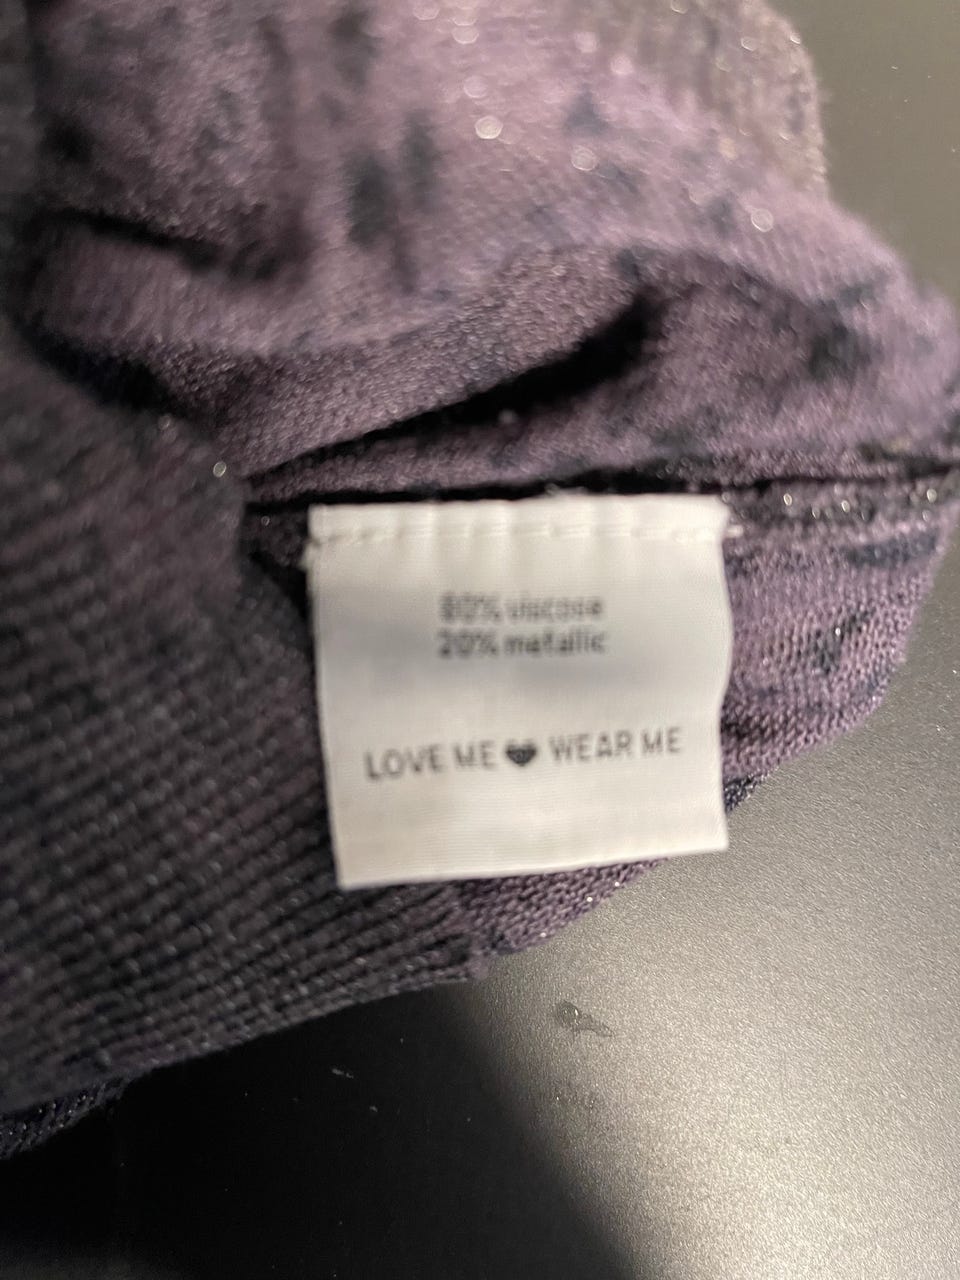 80% viscose
20% metallic
LOVE ME ♥ WEAR ME